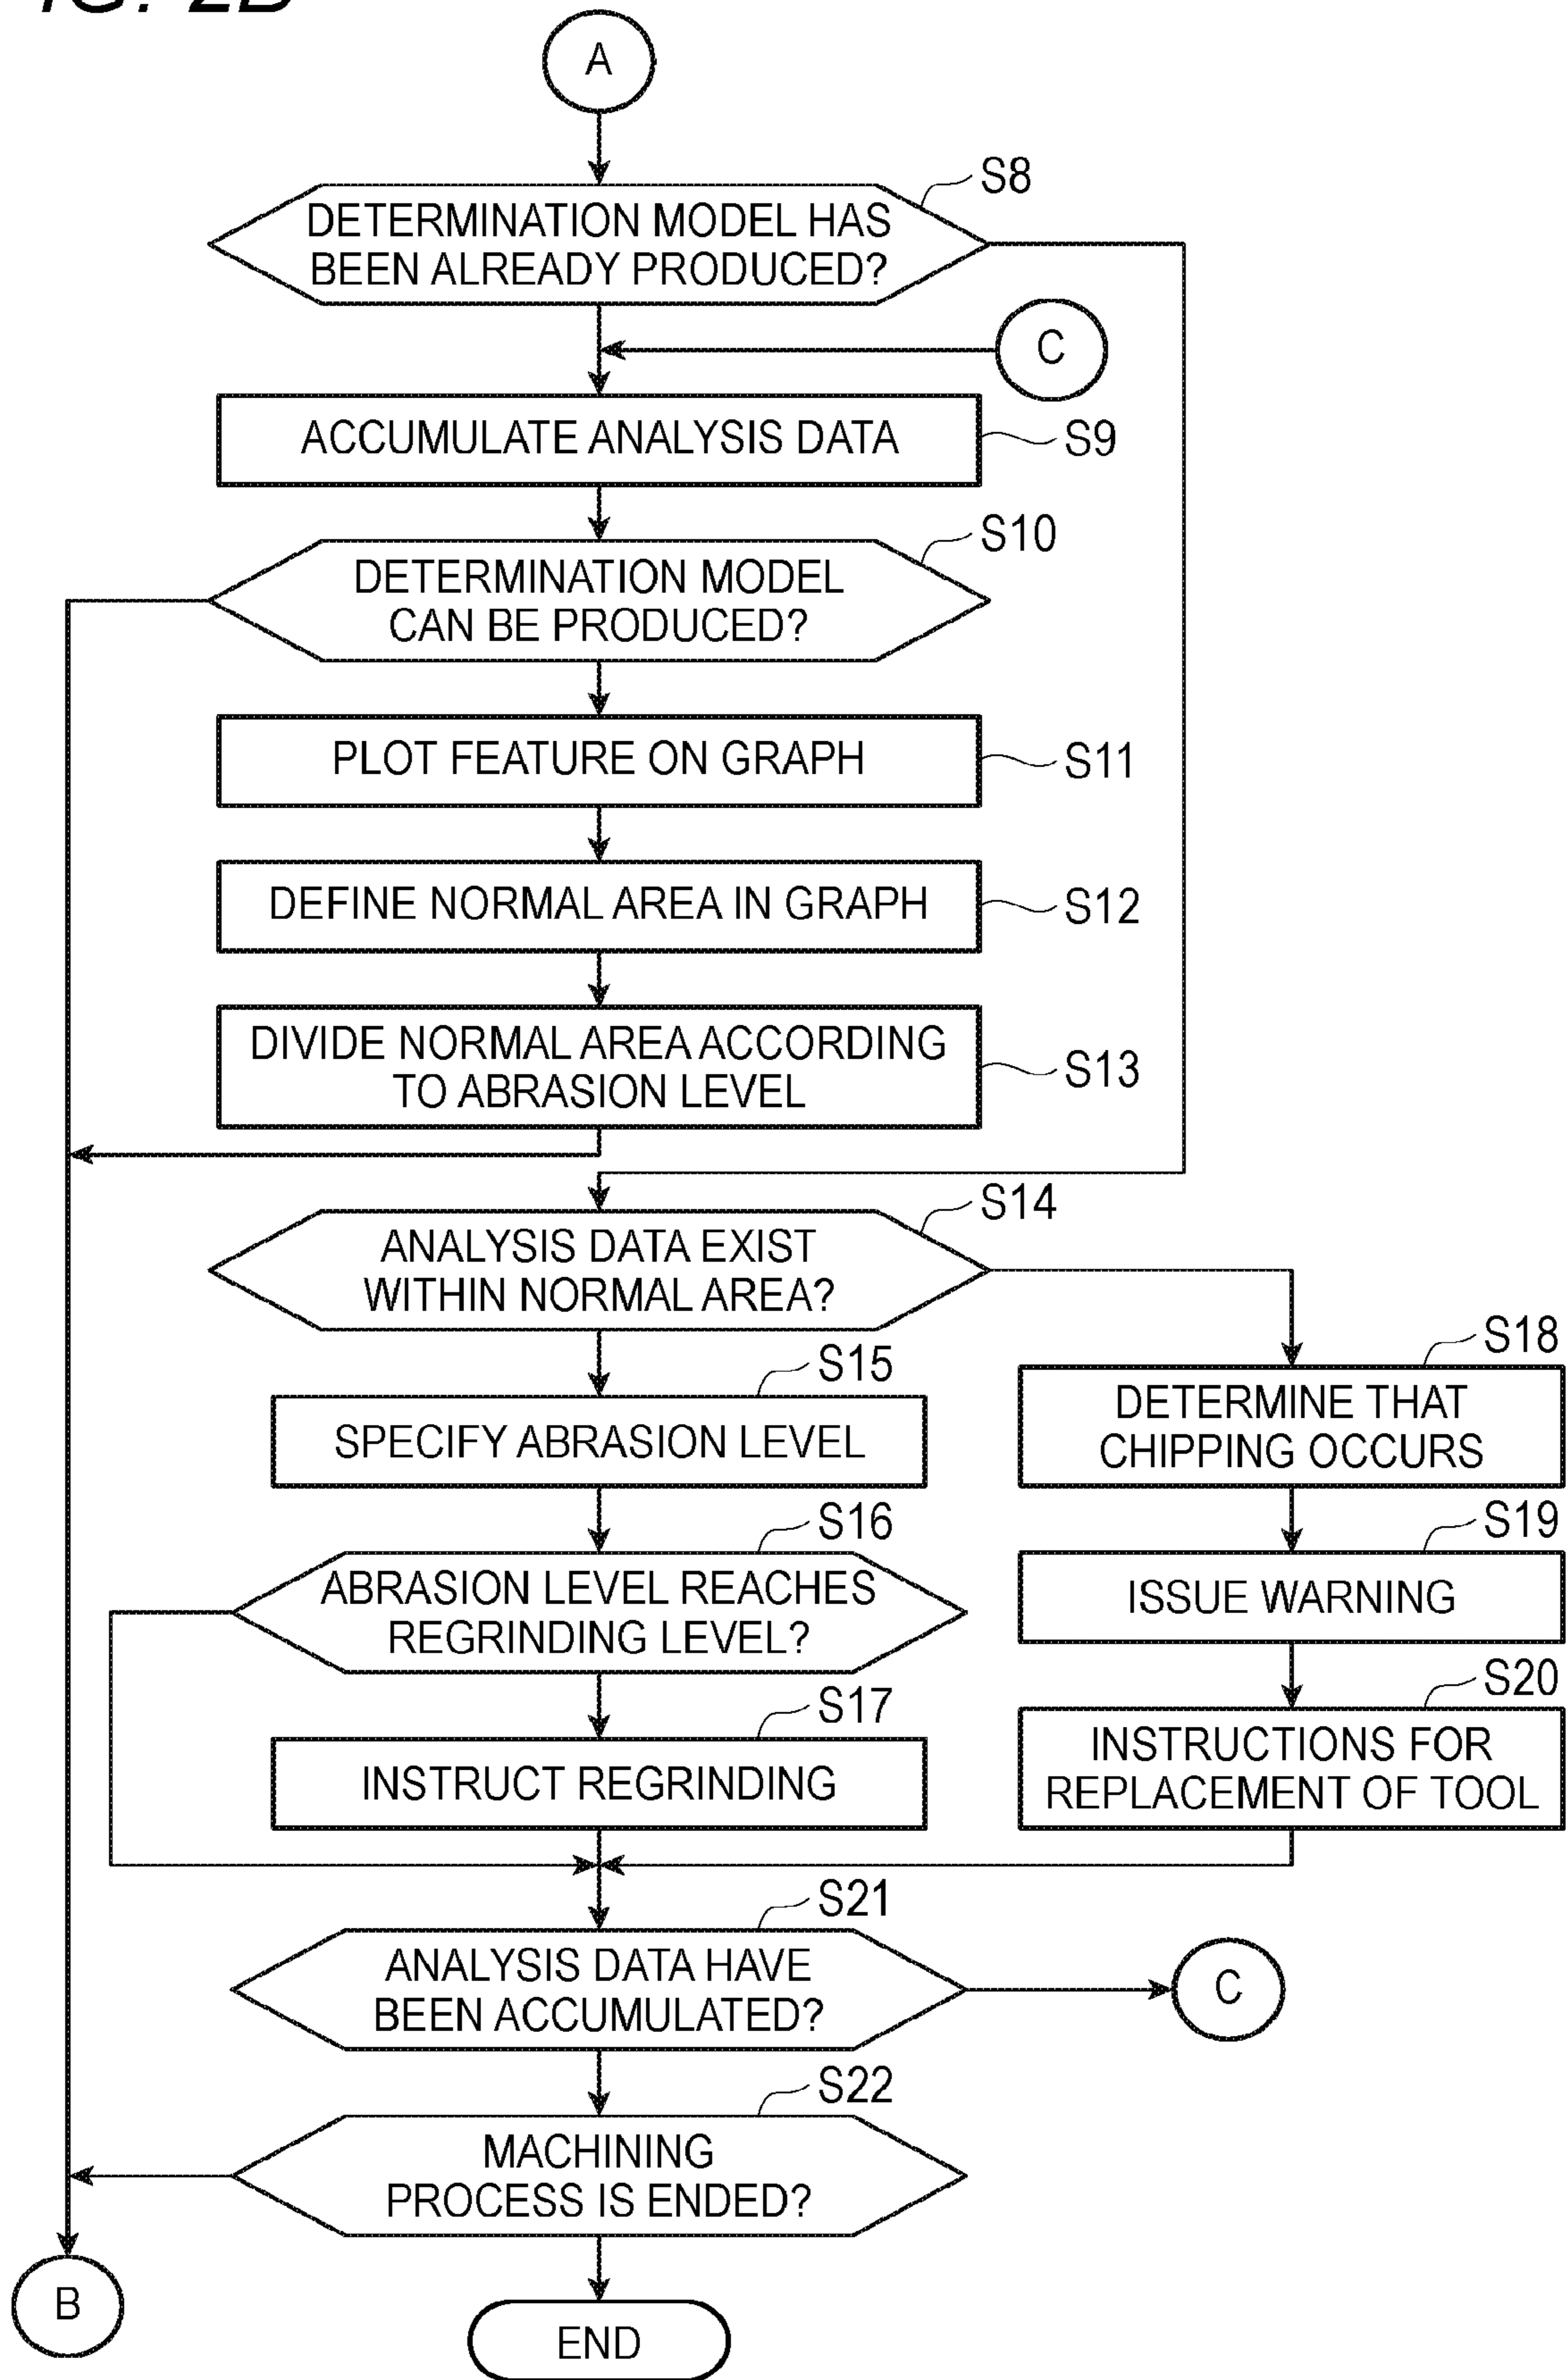 A
S8
DETERMINATION MODEL HAS
BEEN ALREADY PRODUCED?
C
ACCUMULATE ANALYSIS DATA
S9
S10
DETERMINATION MODEL
CAN BE PRODUCED?
PLOT FEATURE ON GRAPH
S11
DEFINE NORMAL AREA IN GRAPH
S12
DIVIDE NORMAL AREA ACCORDING
TO ABRASION LEVEL
S13
S14
ANALYSIS DATA EXIST
WITHIN NORMAL AREA?
S15
SPECIFY ABRASION LEVEL
S16
ABRASION LEVEL REACHES
REGRINDING LEVEL?
S17
INSTRUCT REGRINDING
S18
DETERMINE THAT
CHIPPING OCCURS
S19
ISSUE WARNING
S20
INSTRUCTIONS FOR
REPLACEMENT OF TOOL
S21
ANALYSIS DATA HAVE
BEEN ACCUMULATED?
C
S22
MACHINING
PROCESS IS ENDED?
B
END